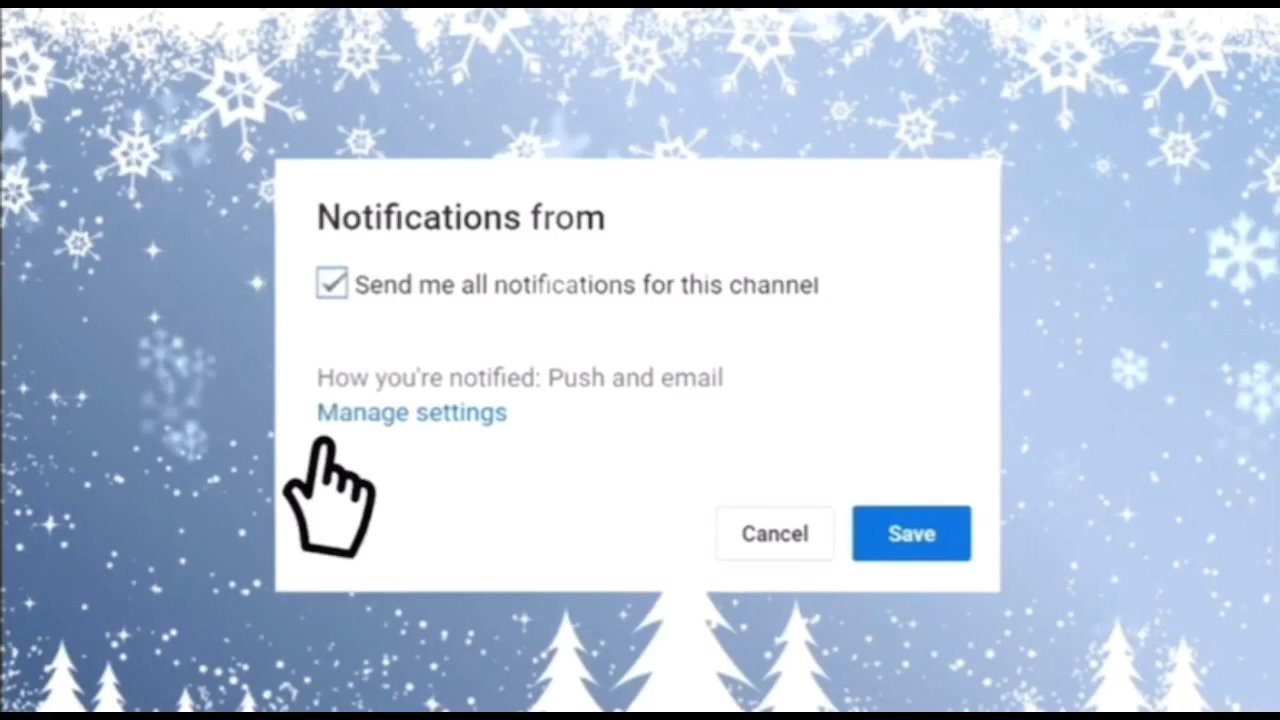 Notifications from
Send me all notifications for this channel
How you're notified: Push and email
Manage settings
Cancel
Save